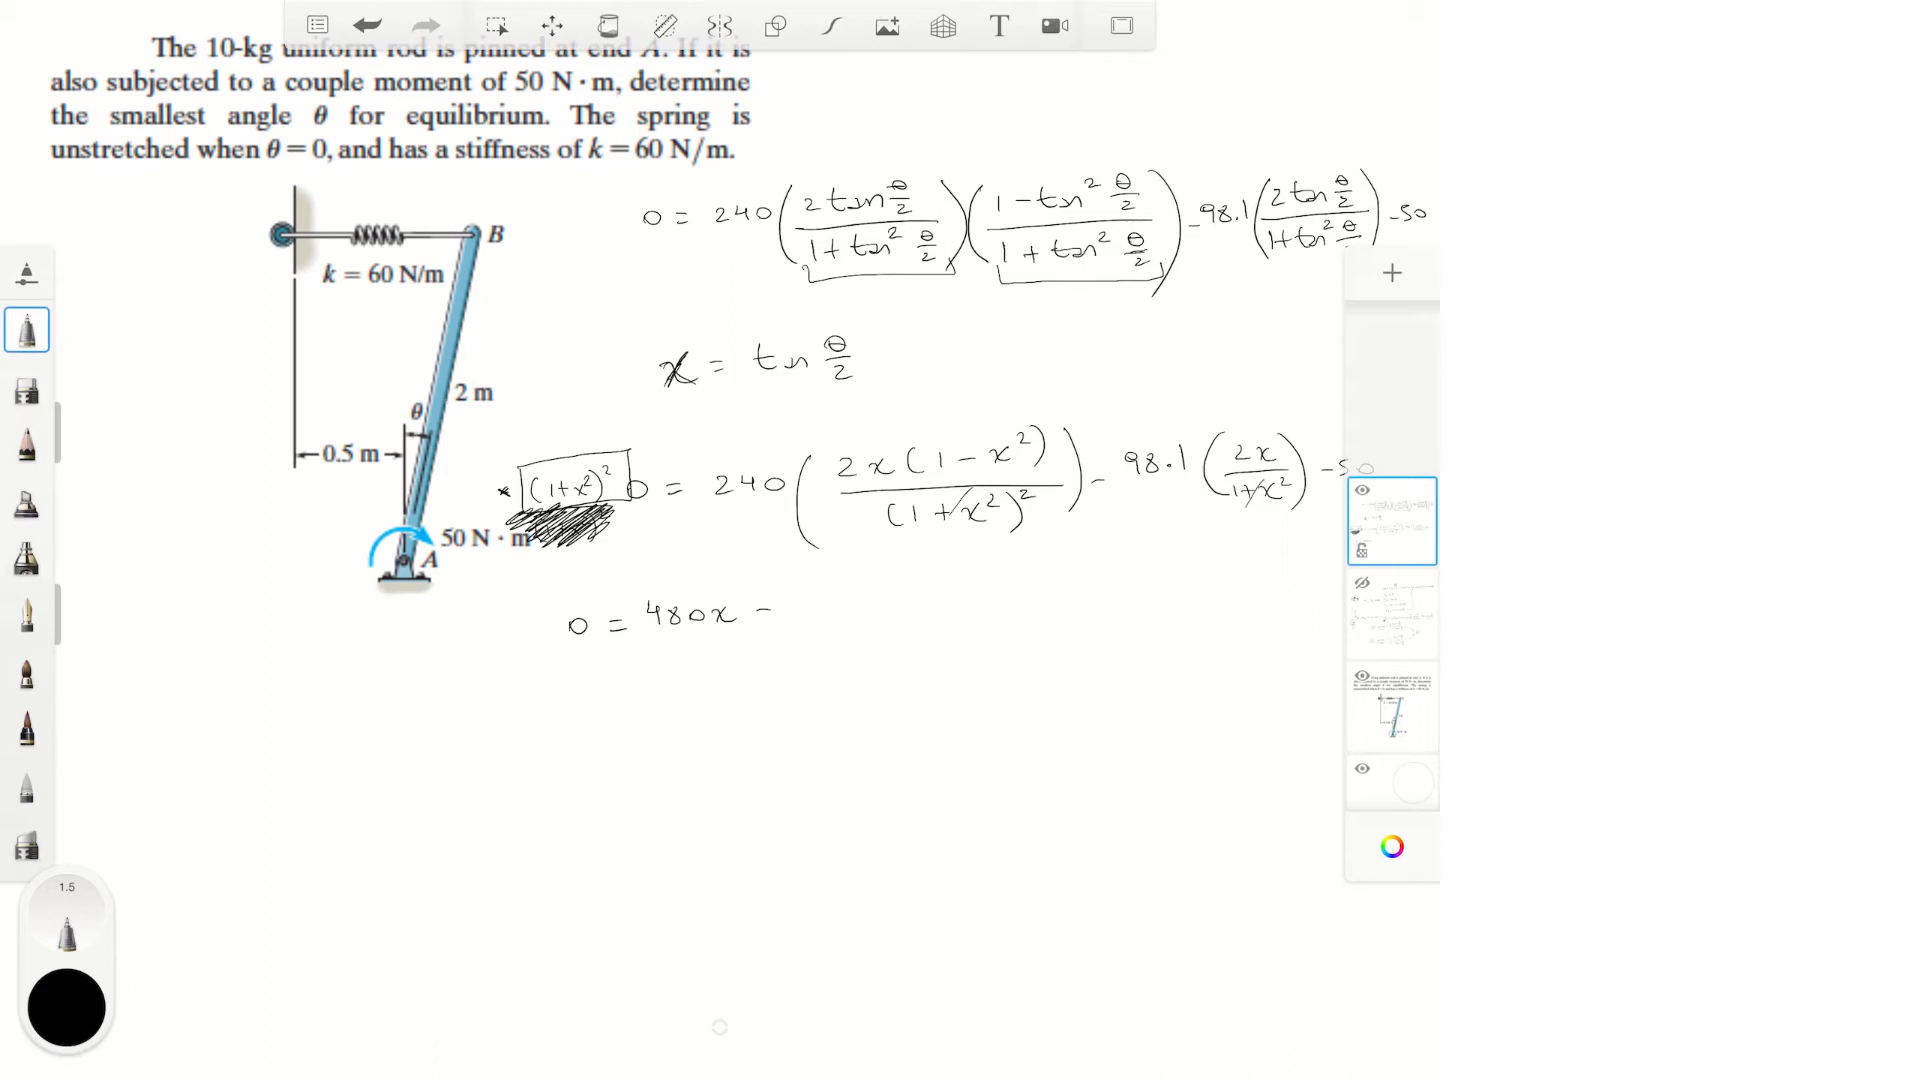 The 10-kg uniform rod is pinned at end A. If it is
also subjected to a couple moment of 50 N · m, determine
the smallest angle θ for equilibrium. The spring is
unstretched when θ = 0, and has a stiffness of k = 60 N/m.
B
k = 60 N/m
2 m
θ
0.5 m
50 N · m
A
0 = 240 (2 tan θ/2 / 1 + tan² θ/2)(1 - tan² θ/2 / 1 + tan² θ/2) - 98.1 (2 tan θ/2 / 1 + tan² θ/2) - 50
x = tan θ/2
* (1+x²)² 0 = 240 (2x(1 - x²) / (1 + x²)²) - 98.1 (2x / 1+x²) - 50
0 = 480x -
T
1.5